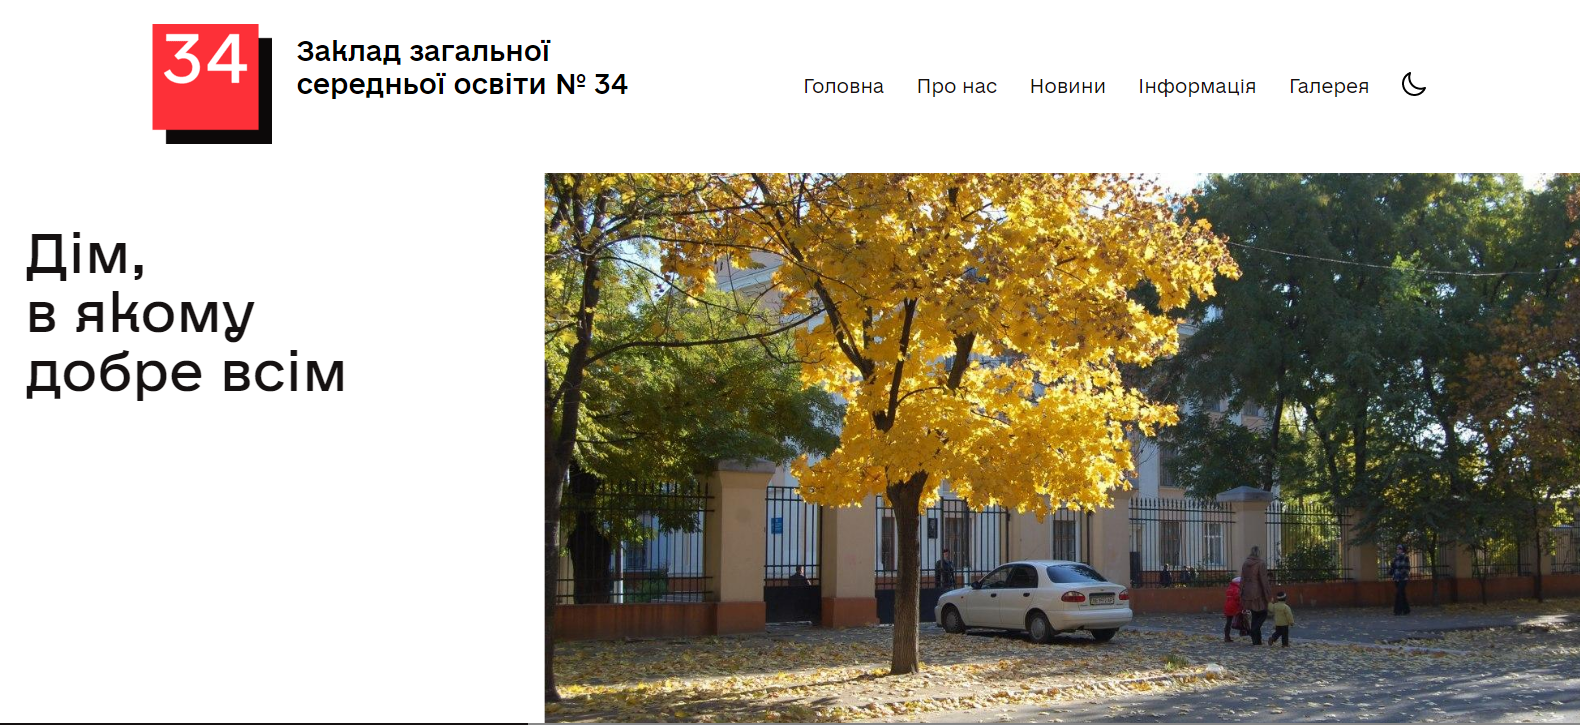 34
Заклад загальної
середньої освіти № 34
Головна Про нас Новини Інформація Галерея
Дім,
в якому
добре всім